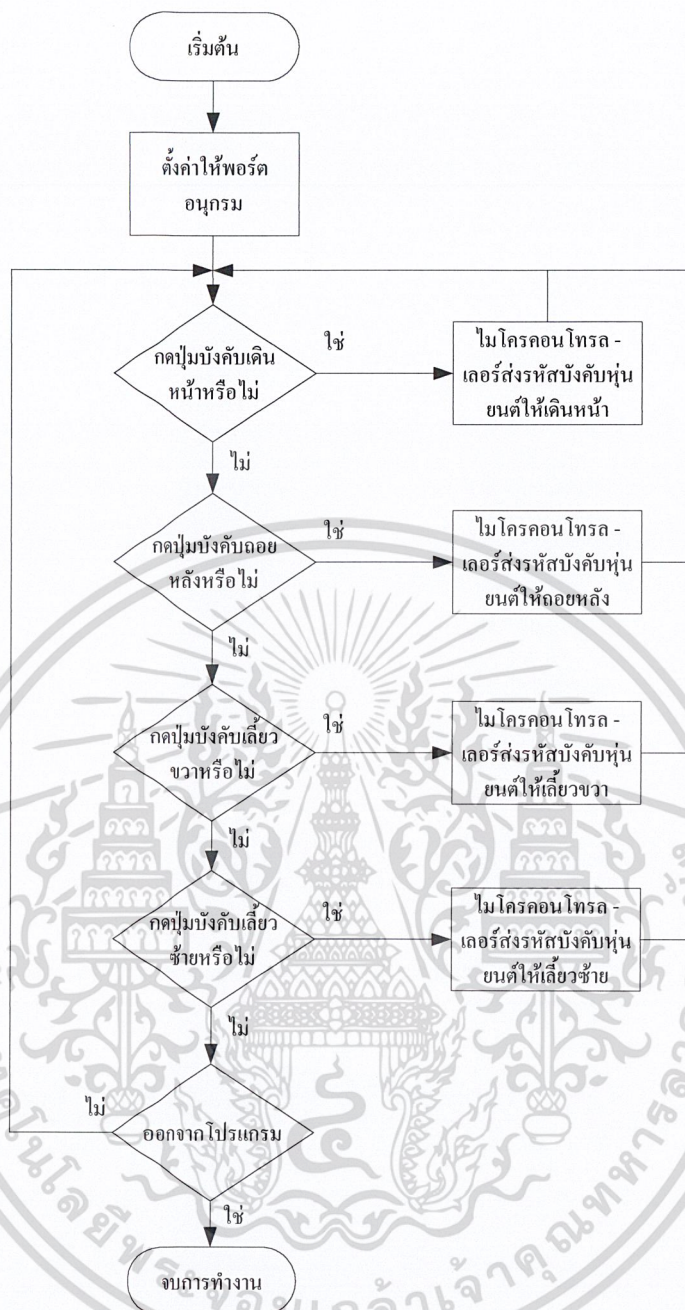 เริ่มต้น
ตั้งค่าให้พอร์ต
อนุกรม
กดปุ่มบังคับเดิน
หน้าหรือไม่
ใช่
ไมโครคอนโทรล -
เลอร์ส่งรหัสบังคับหุ่น
ยนต์ให้เดินหน้า
ไม่
กดปุ่มบังคับถอย
หลังหรือไม่
ใช่
ไมโครคอนโทรล -
เลอร์ส่งรหัสบังคับหุ่น
ยนต์ให้ถอยหลัง
ไม่
กดปุ่มบังคับเลี้ยว
ขวาหรือไม่
ใช่
ไมโครคอนโทรล -
เลอร์ส่งรหัสบังคับหุ่น
ยนต์ให้เลี้ยวขวา
ไม่
กดปุ่มบังคับเลี้ยว
ซ้ายหรือไม่
ใช่
ไมโครคอนโทรล -
เลอร์ส่งรหัสบังคับหุ่น
ยนต์ให้เลี้ยวซ้าย
ไม่
ออกจากโปรแกรม
ไม่
ใช่
จบการทำงาน